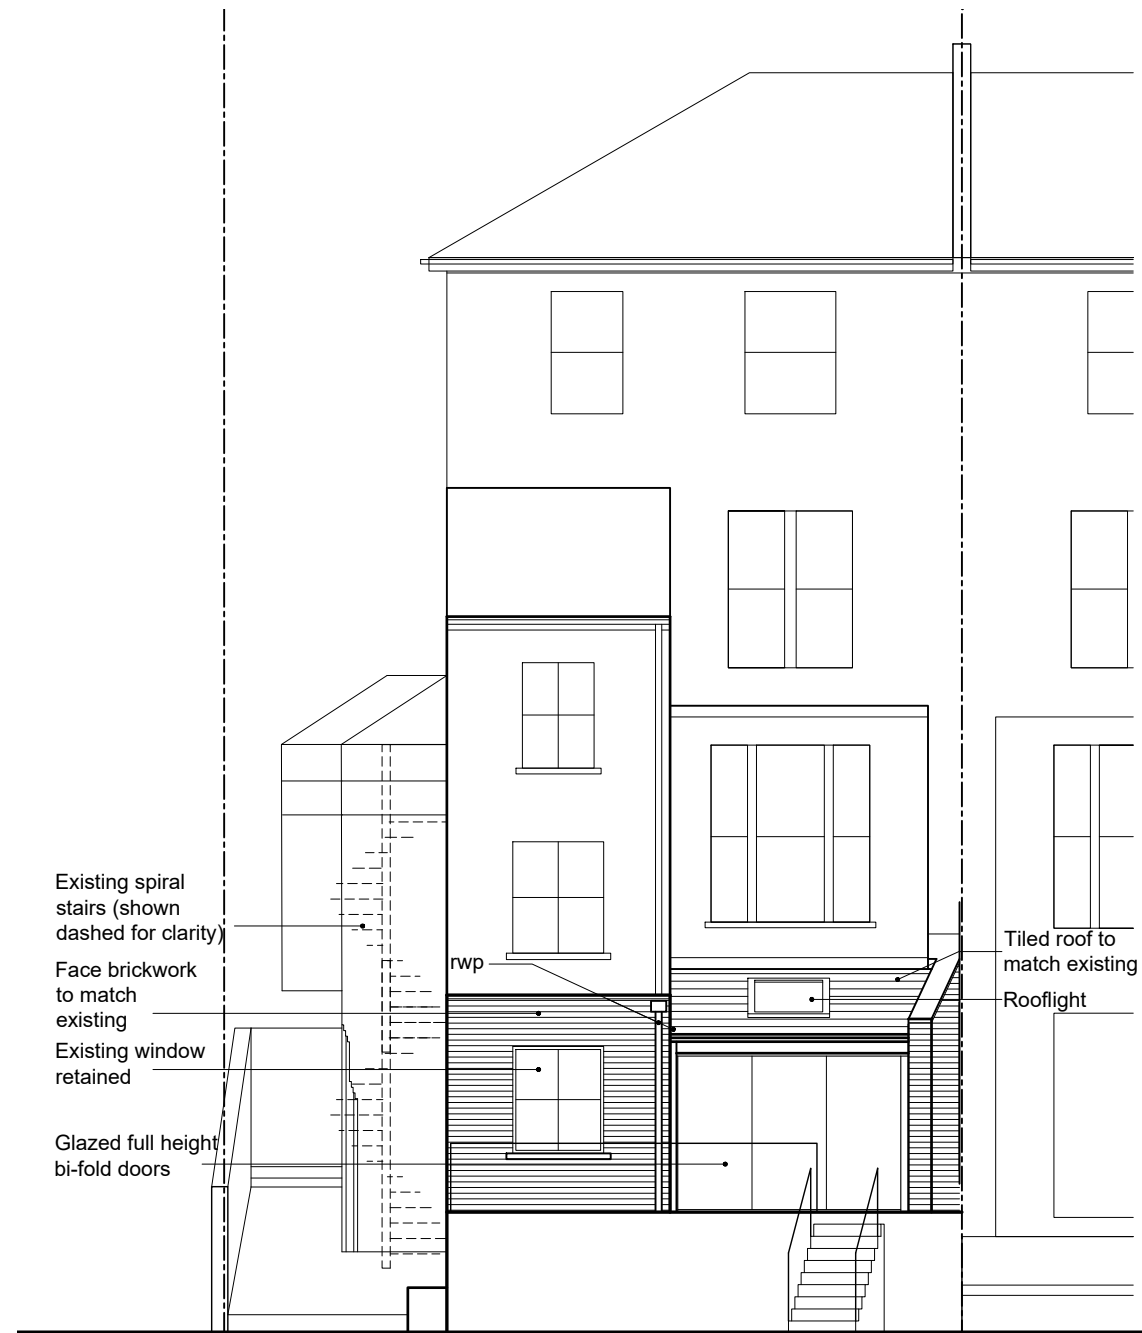 Existing spiral
stairs (shown
dashed for clarity)
Face brickwork
to match
existing
Existing window
retained
Glazed full height
bi-fold doors
rwp
Tiled roof to
match existing
Rooflight